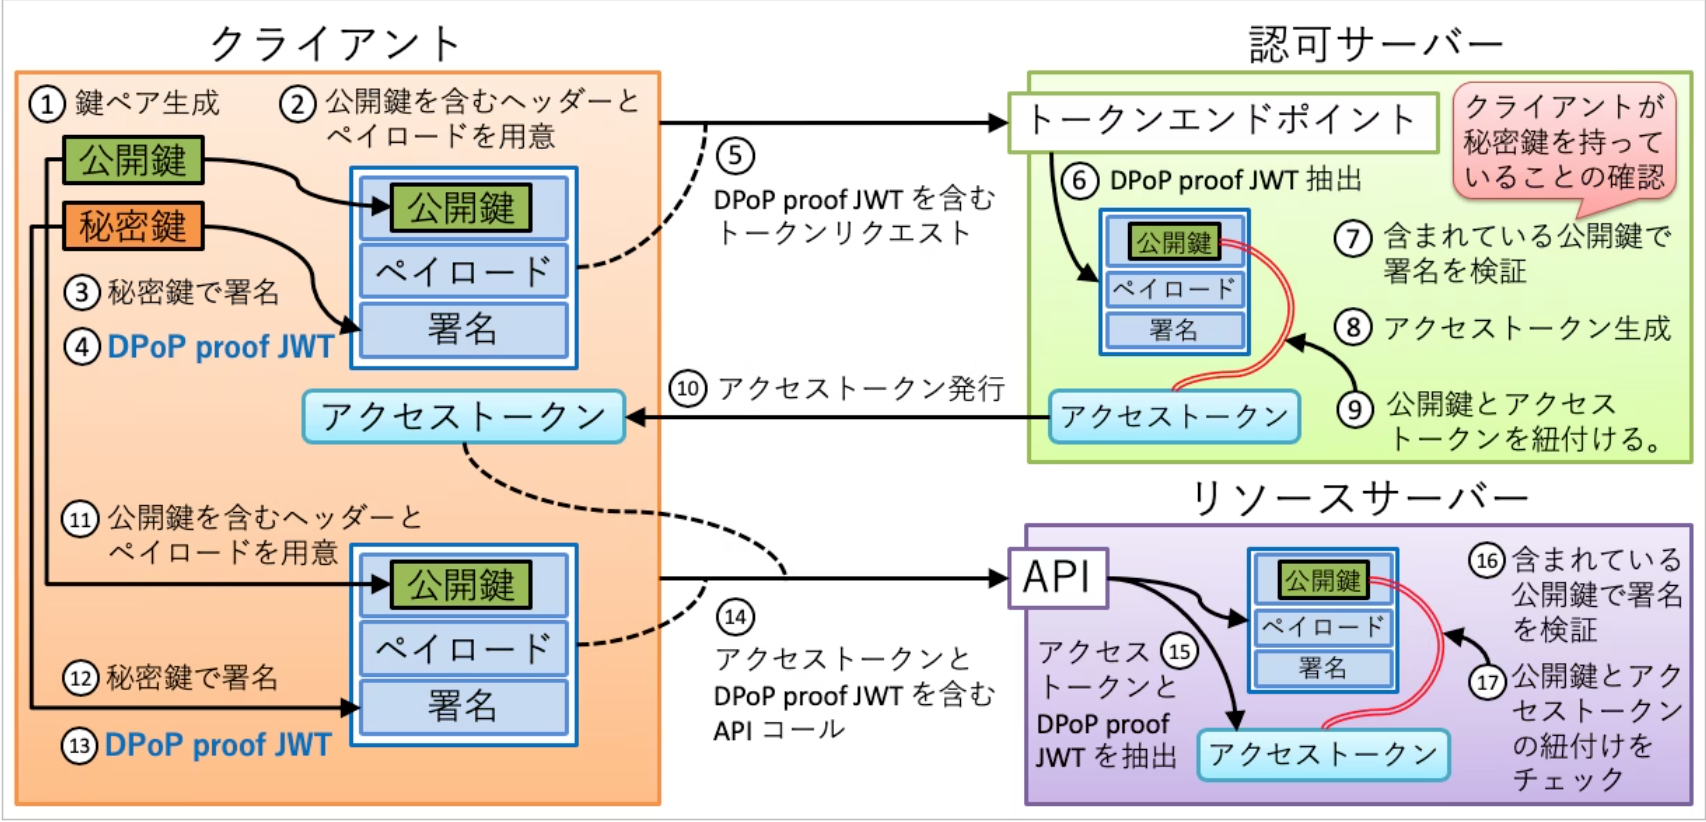 クライアント
① 鍵ペア生成
② 公開鍵を含むヘッダーと
ペイロードを用意
公開鍵
秘密鍵
公開鍵
ペイロード
署名
③ 秘密鍵で署名
④ DPoP proof JWT
アクセストークン
⑪ 公開鍵を含むヘッダーと
ペイロードを用意
公開鍵
ペイロード
署名
⑫ 秘密鍵で署名
⑬ DPoP proof JWT
⑤
DPoP proof JWT を含む
トークンリクエスト
⑩ アクセストークン発行
⑭
アクセストークンと
DPoP proof JWT を含む
API コール
認可サーバー
トークンエンドポイント
クライアントが
秘密鍵を持って
いることの確認
⑥ DPoP proof JWT 抽出
公開鍵
ペイロード
署名
⑦ 含まれている公開鍵で
署名を検証
⑧ アクセストークン生成
⑨ 公開鍵とアクセス
トークンを紐付ける。
アクセストークン
リソースサーバー
API
アクセス ⑮
トークンと
DPoP proof
JWT を抽出
公開鍵
ペイロード
署名
アクセストークン
⑯ 含まれている
公開鍵で署名
を検証
⑰ 公開鍵とアク
セストークン
の紐付けを
チェック